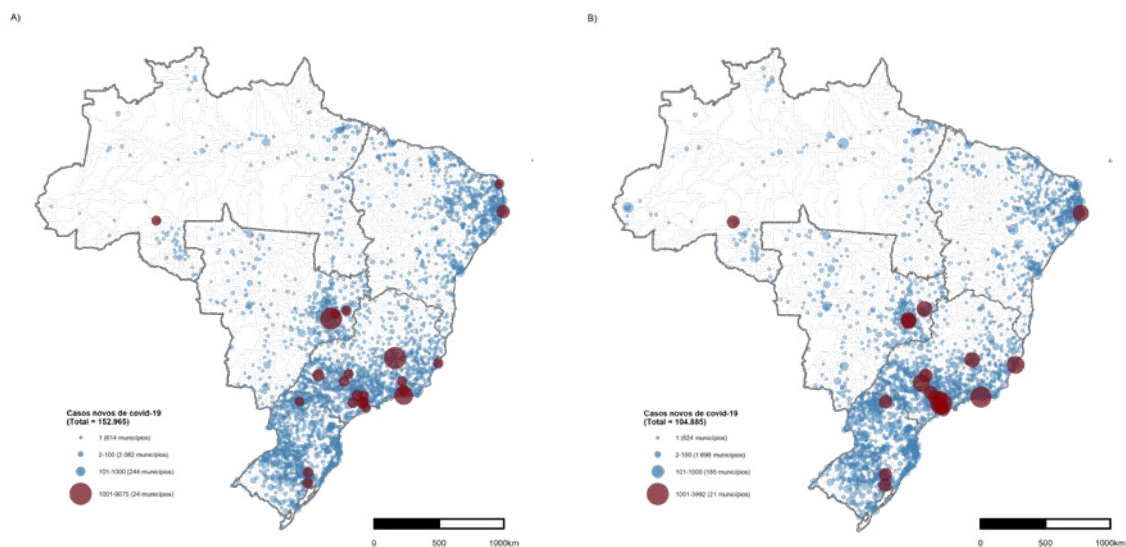 A)
B)
Casos novos de covid-19
(Total = 152.965)
1 (614 municípios)
2-100 (2.082 municípios)
101-1000 (244 municípios)
1001-9075 (24 municípios)
0 500 1000km
Casos novos de covid-19
(Total = 104.885)
1 (624 municípios)
2-100 (1.696 municípios)
101-1000 (165 municípios)
1001-3992 (21 municípios)
0 500 1000km